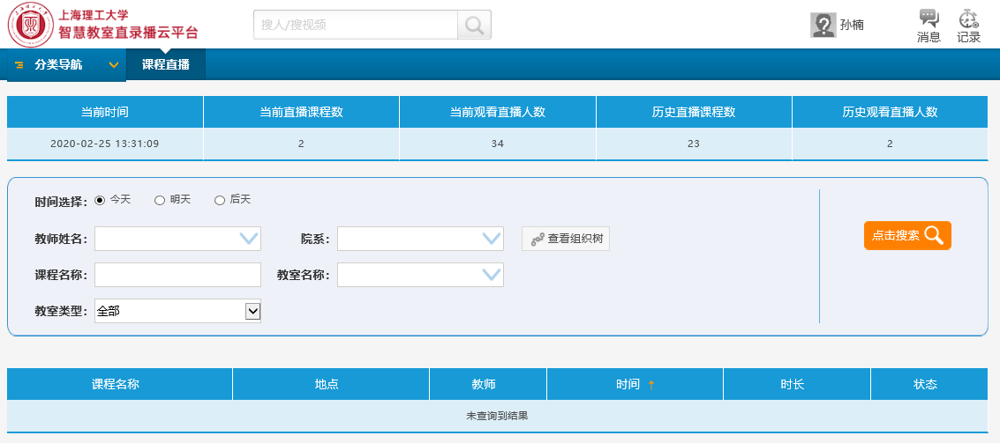 上海理工大学
智慧教室直录播云平台
搜人/搜视频
孙楠
消息
记录
分类导航
课程直播
当前时间 当前直播课程数 当前观看直播人数 历史直播课程数 历史观看直播人数
2020-02-25 13:31:09 2 34 23 2
时间选择： 今天 明天 后天
教师姓名： 院系： 查看组织树
点击搜索
课程名称： 教室名称：
教室类型： 全部
课程名称 地点 教师 时间 ↑ 时长 状态
未查询到结果